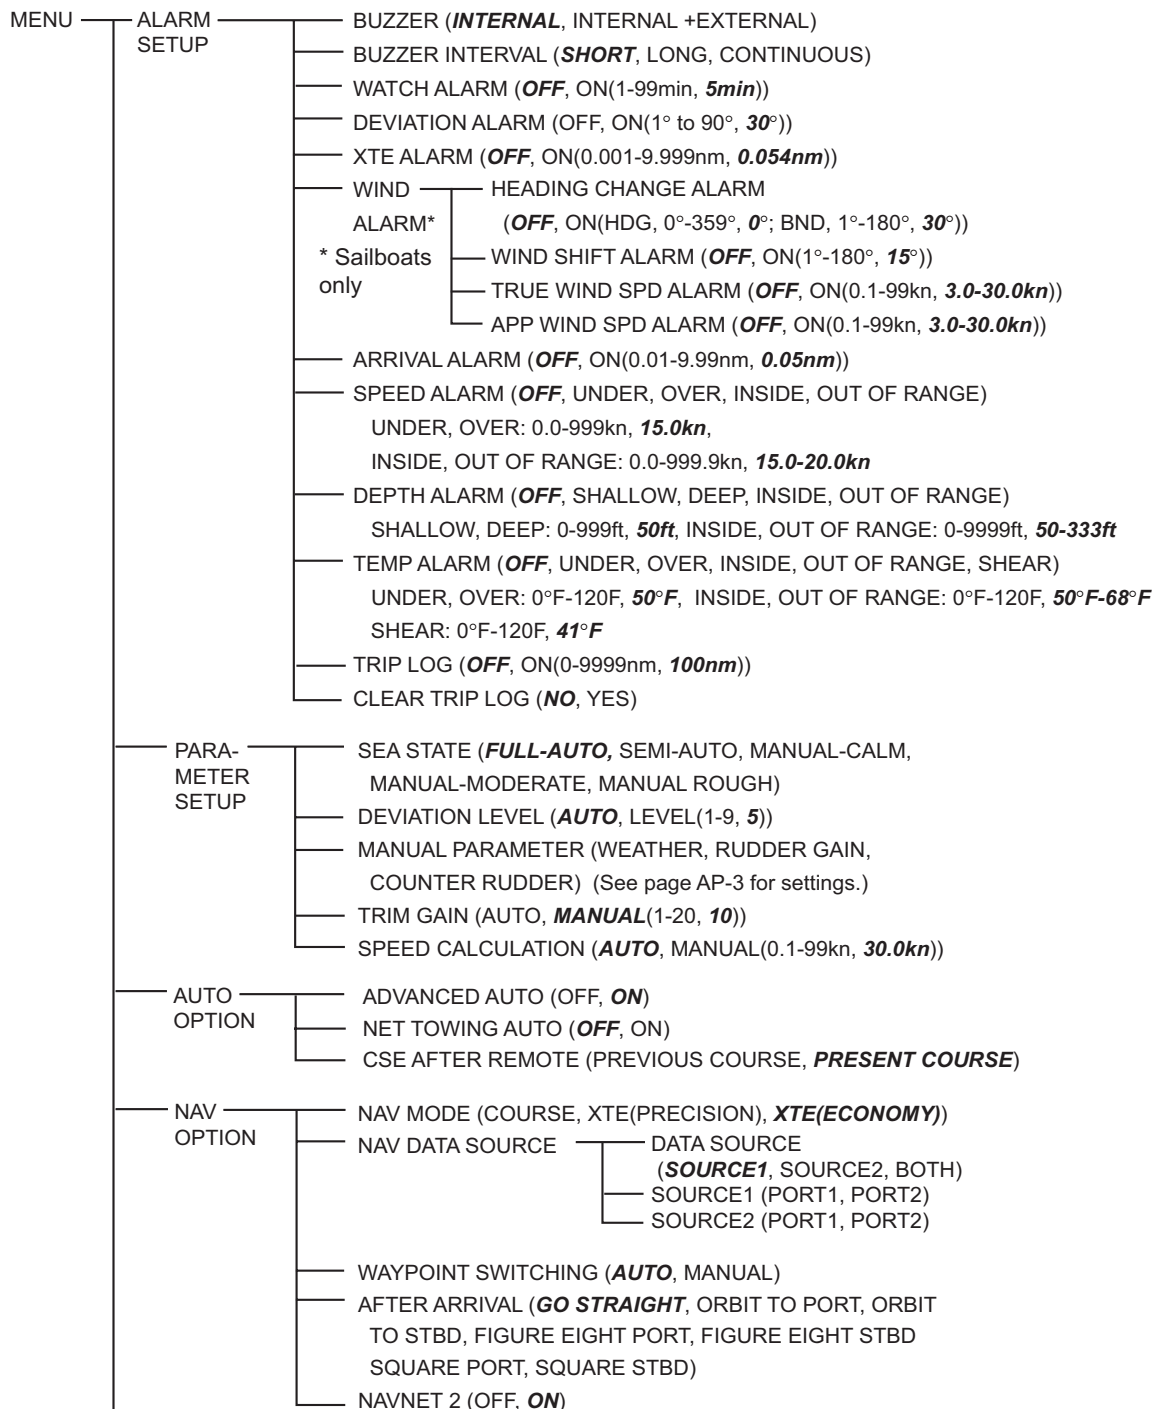 MENU
ALARM
SETUP
BUZZER (INTERNAL, INTERNAL +EXTERNAL)
BUZZER INTERVAL (SHORT, LONG, CONTINUOUS)
WATCH ALARM (OFF, ON(1-99min, 5min))
DEVIATION ALARM (OFF, ON(1° to 90°, 30°))
XTE ALARM (OFF, ON(0.001-9.999nm, 0.054nm))
WIND
ALARM*
* Sailboats
only
HEADING CHANGE ALARM
(OFF, ON(HDG, 0°-359°, 0°; BND, 1°-180°, 30°))
WIND SHIFT ALARM (OFF, ON(1°-180°, 15°))
TRUE WIND SPD ALARM (OFF, ON(0.1-99kn, 3.0-30.0kn))
APP WIND SPD ALARM (OFF, ON(0.1-99kn, 3.0-30.0kn))
ARRIVAL ALARM (OFF, ON(0.01-9.99nm, 0.05nm))
SPEED ALARM (OFF, UNDER, OVER, INSIDE, OUT OF RANGE)
UNDER, OVER: 0.0-999kn, 15.0kn,
INSIDE, OUT OF RANGE: 0.0-999.9kn, 15.0-20.0kn
DEPTH ALARM (OFF, SHALLOW, DEEP, INSIDE, OUT OF RANGE)
SHALLOW, DEEP: 0-999ft, 50ft, INSIDE, OUT OF RANGE: 0-9999ft, 50-333ft
TEMP ALARM (OFF, UNDER, OVER, INSIDE, OUT OF RANGE, SHEAR)
UNDER, OVER: 0°F-120F, 50°F, INSIDE, OUT OF RANGE: 0°F-120F, 50°F-68°F
SHEAR: 0°F-120F, 41°F
TRIP LOG (OFF, ON(0-9999nm, 100nm))
CLEAR TRIP LOG (NO, YES)
PARA-
METER
SETUP
SEA STATE (FULL-AUTO, SEMI-AUTO, MANUAL-CALM,
MANUAL-MODERATE, MANUAL ROUGH)
DEVIATION LEVEL (AUTO, LEVEL(1-9, 5))
MANUAL PARAMETER (WEATHER, RUDDER GAIN,
COUNTER RUDDER) (See page AP-3 for settings.)
TRIM GAIN (AUTO, MANUAL(1-20, 10))
SPEED CALCULATION (AUTO, MANUAL(0.1-99kn, 30.0kn))
AUTO
OPTION
ADVANCED AUTO (OFF, ON)
NET TOWING AUTO (OFF, ON)
CSE AFTER REMOTE (PREVIOUS COURSE, PRESENT COURSE)
NAV
OPTION
NAV MODE (COURSE, XTE(PRECISION), XTE(ECONOMY))
NAV DATA SOURCE
DATA SOURCE
(SOURCE1, SOURCE2, BOTH)
SOURCE1 (PORT1, PORT2)
SOURCE2 (PORT1, PORT2)
WAYPOINT SWITCHING (AUTO, MANUAL)
AFTER ARRIVAL (GO STRAIGHT, ORBIT TO PORT, ORBIT
TO STBD, FIGURE EIGHT PORT, FIGURE EIGHT STBD
SQUARE PORT, SQUARE STBD)
NAVNET 2 (OFF, ON)